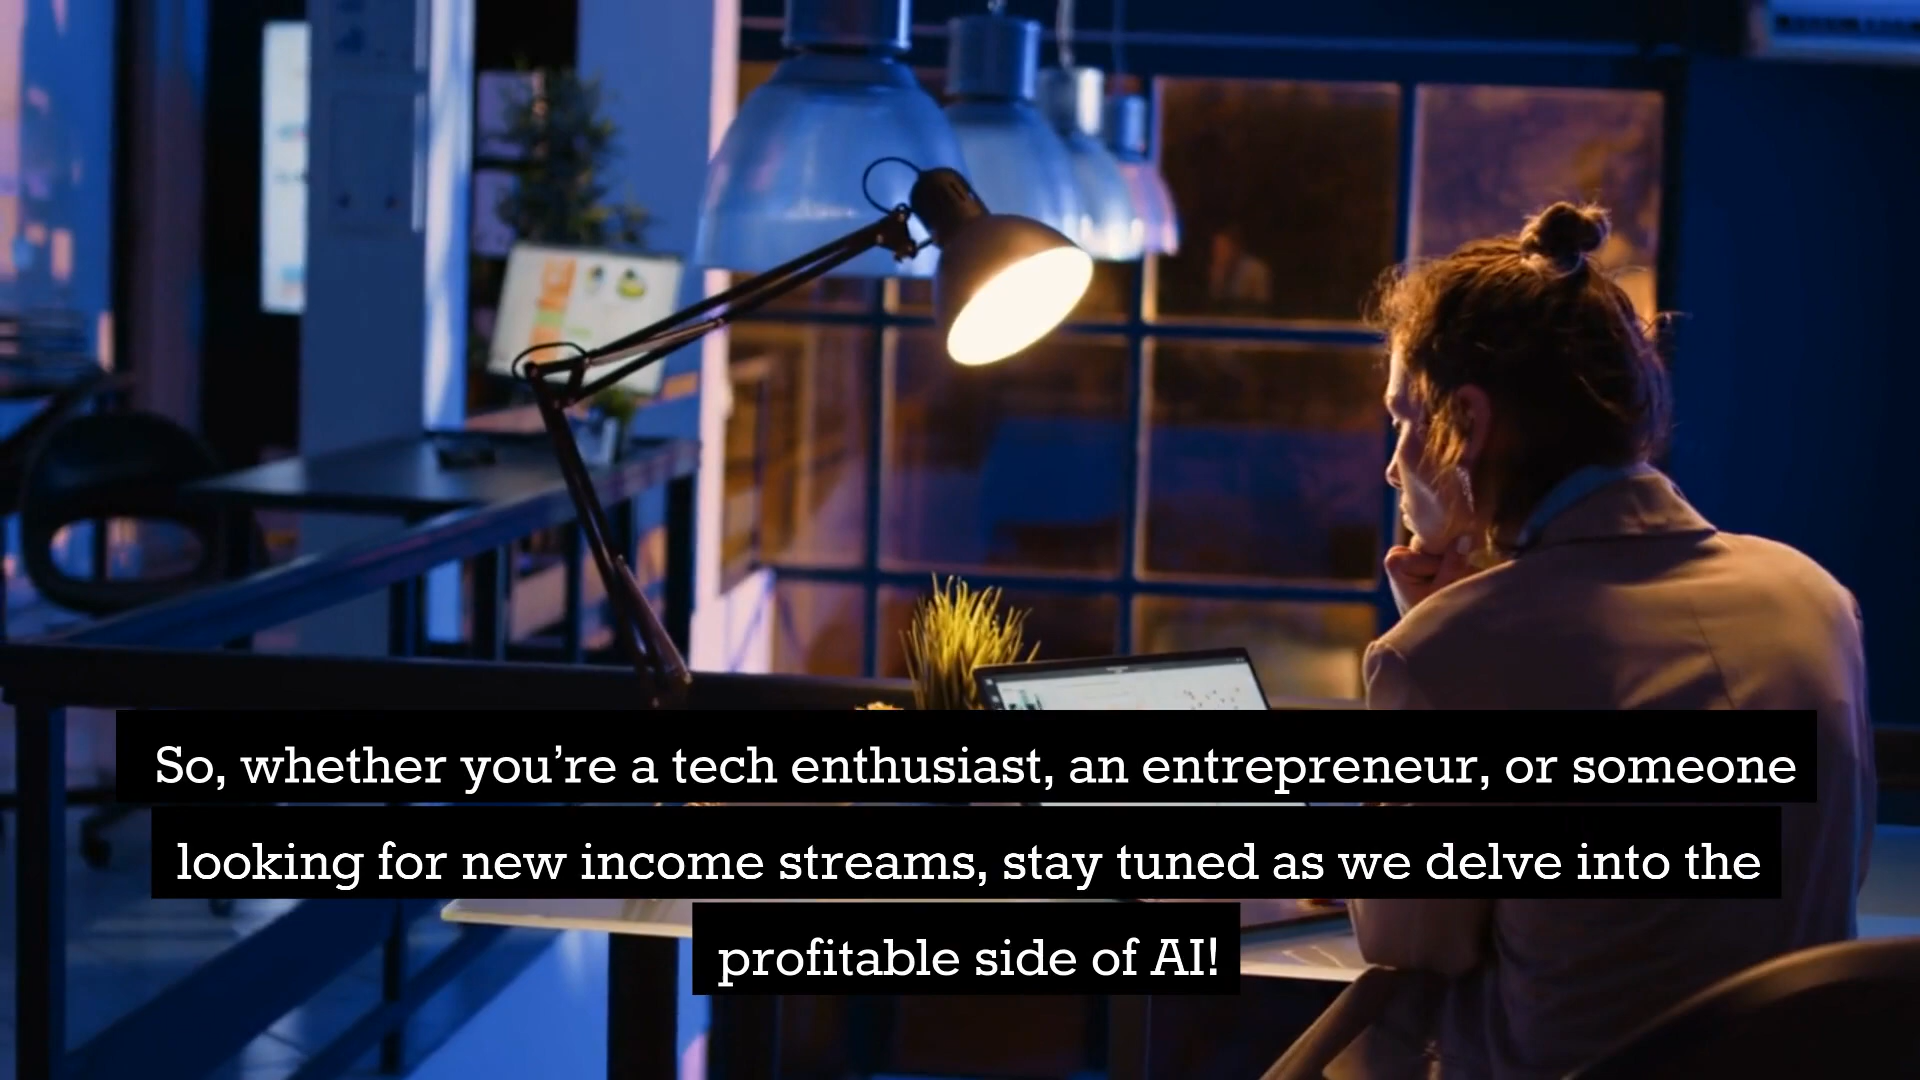 So, whether you’re a tech enthusiast, an entrepreneur, or someone
looking for new income streams, stay tuned as we delve into the
profitable side of AI!